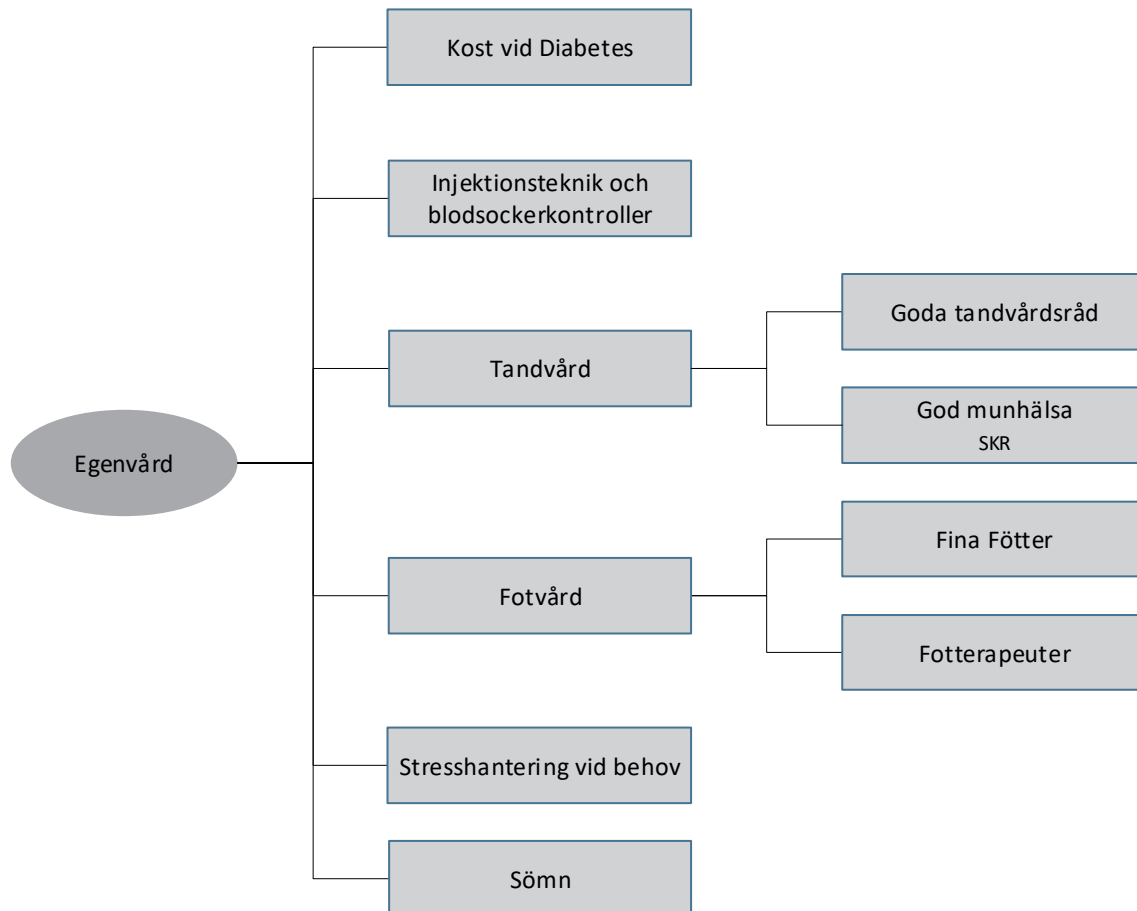 Kost vid Diabetes
Injektionsteknik och
blodsockerkontroller
Goda tandvårdsråd
Tandvård
God munhälsa
SKR
Egenvård
Fina Fötter
Fotvård
Fotterapeuter
Stresshantering vid behov
Sömn